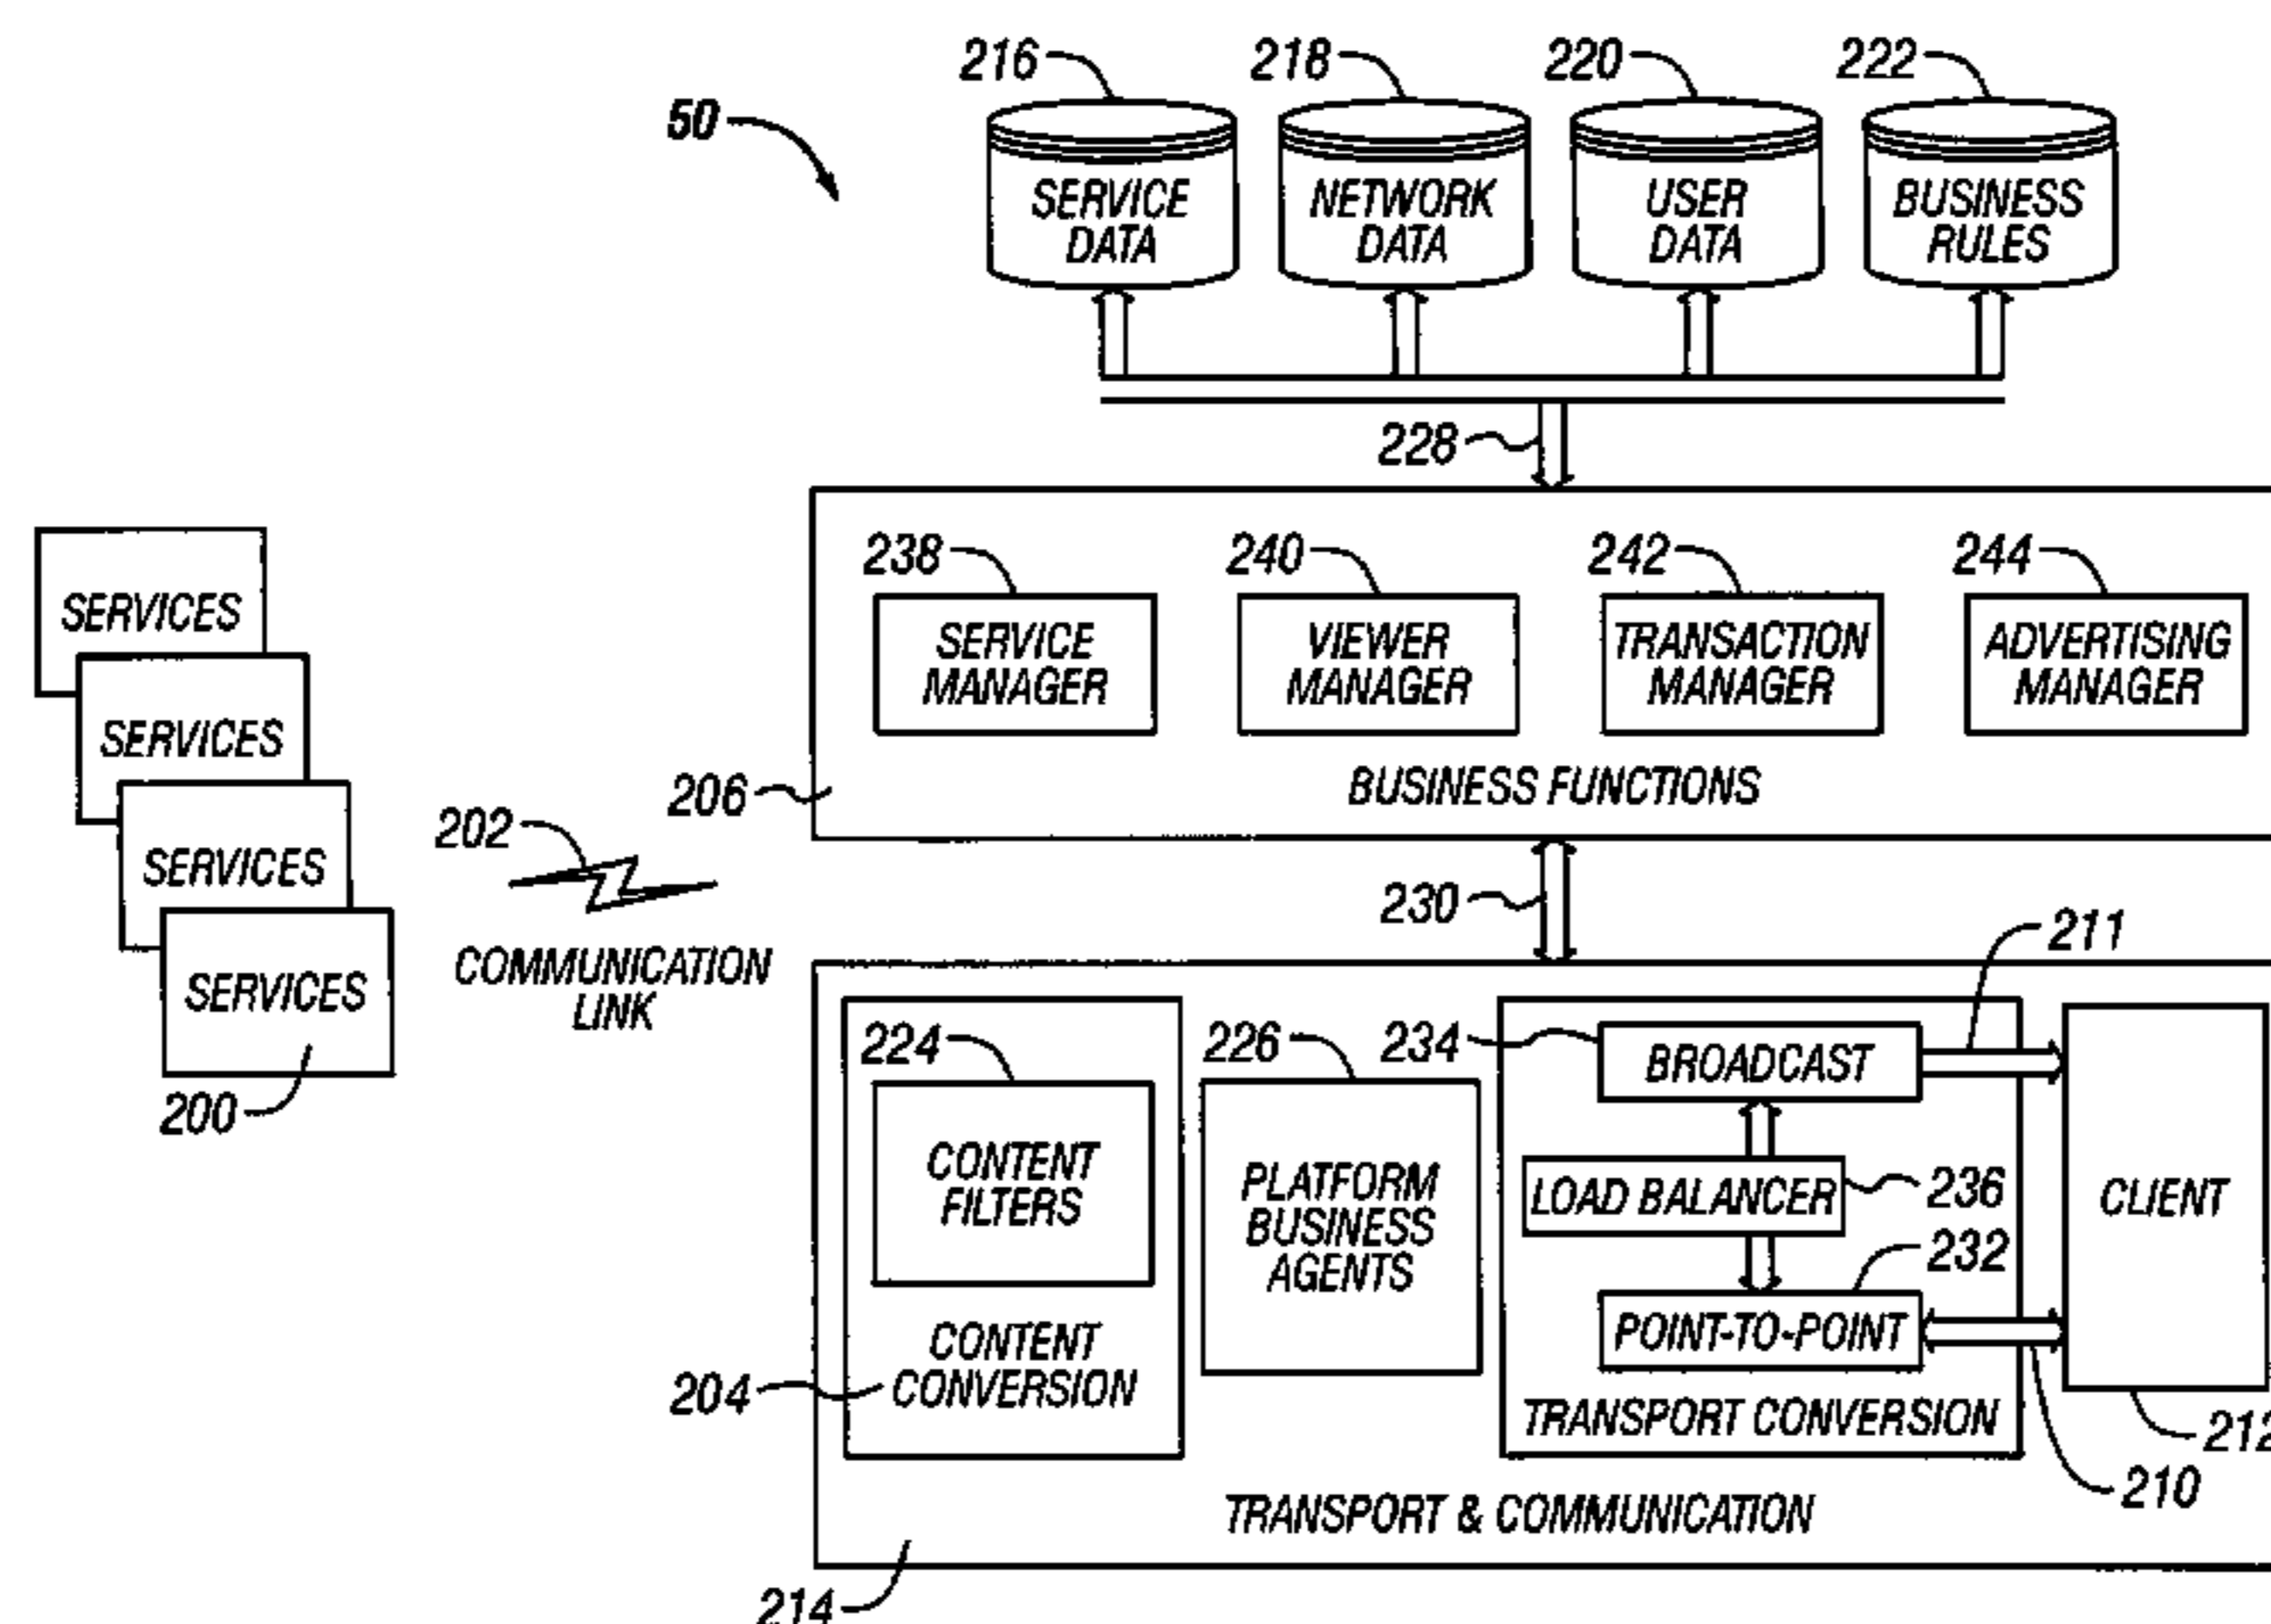 216
218
220
222
50
SERVICE
DATA
NETWORK
DATA
USER
DATA
BUSINESS
RULES
228
238
240
242
244
SERVICE
MANAGER
VIEWER
MANAGER
TRANSACTION
MANAGER
ADVERTISING
MANAGER
206
BUSINESS FUNCTIONS
SERVICES
SERVICES
SERVICES
SERVICES
200
202
COMMUNICATION
LINK
230
211
224
226
234
BROADCAST
CONTENT
FILTERS
PLATFORM
BUSINESS
AGENTS
LOAD BALANCER
236
CLIENT
232
POINT-TO-POINT
CONTENT
CONVERSION
204
TRANSPORT CONVERSION
212
210
TRANSPORT & COMMUNICATION
214